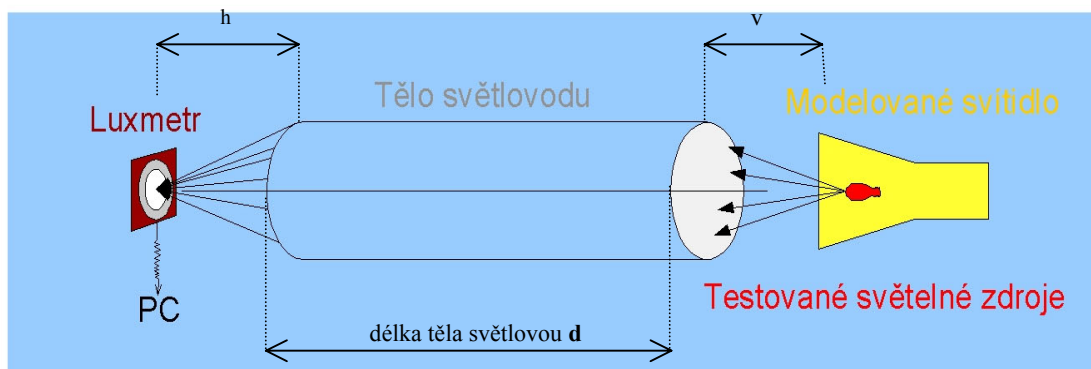 h
v
Tělo světlovodu
Modelované svítidlo
Luxmetr
PC
Testované světelné zdroje
délka těla světlovou d